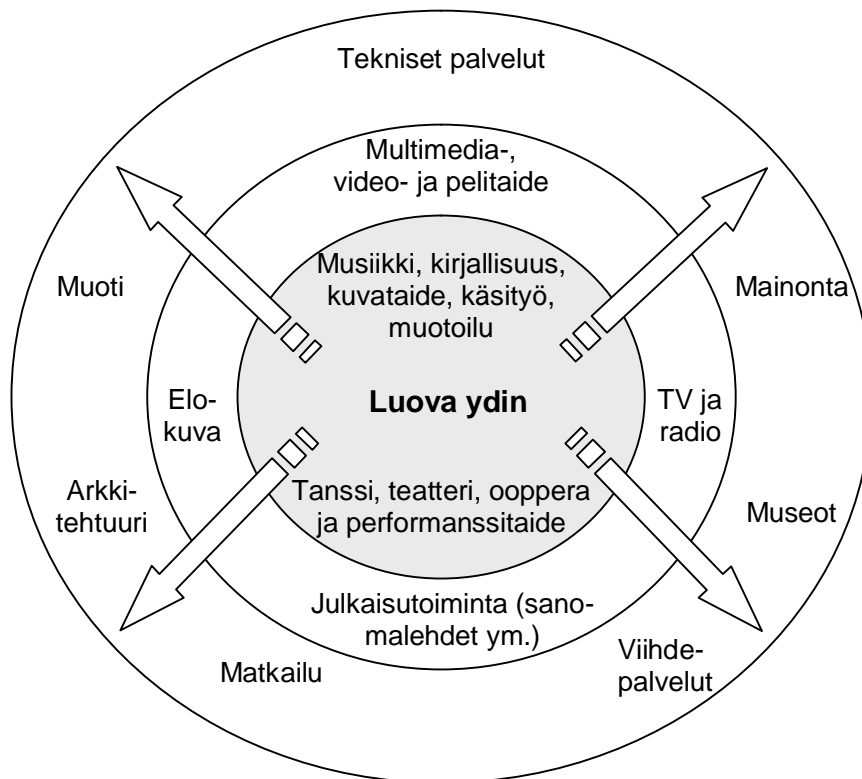 Tekniset palvelut
Multimedia-,
video- ja pelitaide
Musiikki, kirjallisuus,
kuvataide, käsityö,
muotoilu
Muoti
Mainonta
Elo-
kuva
Luova ydin
TV ja
radio
Arkki-
tehtuuri
Tanssi, teatteri, ooppera
ja performanssitaide
Museot
Julkaisutoiminta (sano-
malehdet ym.)
Matkailu
Viihde-
palvelut